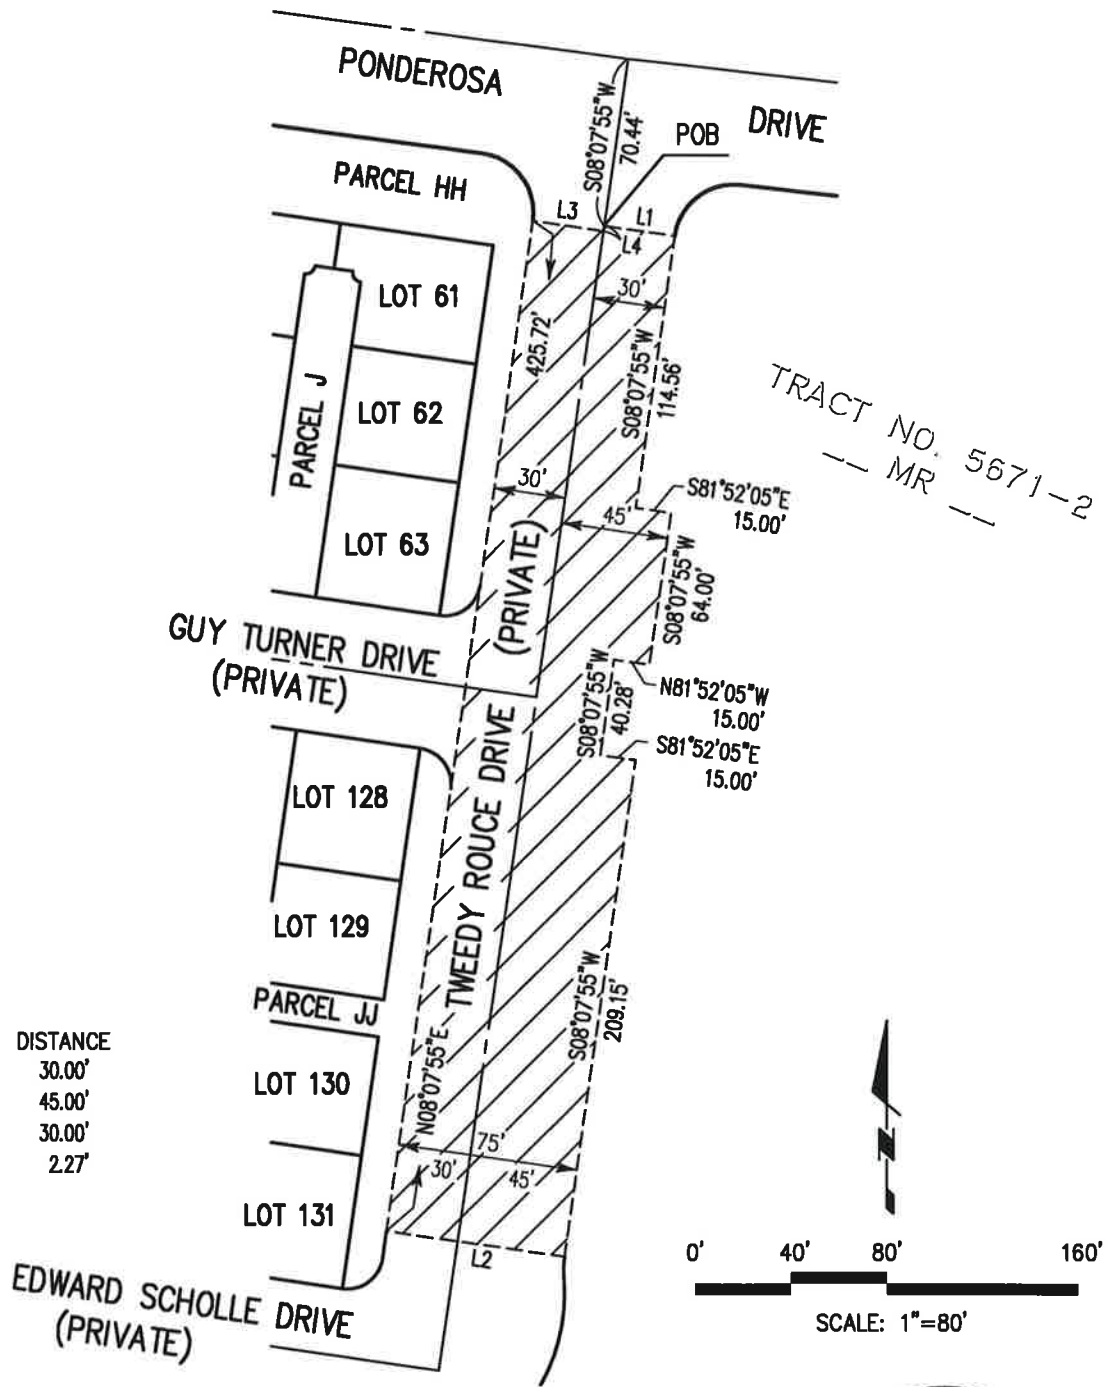 PONDEROSA
DRIVE
S08°07'55"W
70.44'
POB
PARCEL HH
L3
L1
L4
30'
LOT 61
425.72'
S08°07'55"W
114.56'
PARCEL J
LOT 62
TRACT NO. 5671-2
-- MR --
30'
S81°52'05"E
15.00'
45'
LOT 63
(PRIVATE)
S08°07'55"W
64.00'
GUY TURNER DRIVE
(PRIVATE)
S08°07'55"W
40.28'
N81°52'05"W
15.00'
S81°52'05"E
15.00'
LOT 128
TWEEDY ROUCE DRIVE
LOT 129
S08°07'55"W
209.15'
PARCEL JJ
N08°07'55"E
DISTANCE
30.00'
45.00'
30.00'
2.27'
LOT 130
75'
30'
45'
LOT 131
L2
EDWARD SCHOLLE DRIVE
(PRIVATE)
N
0' 40' 80' 160'
SCALE: 1"=80'